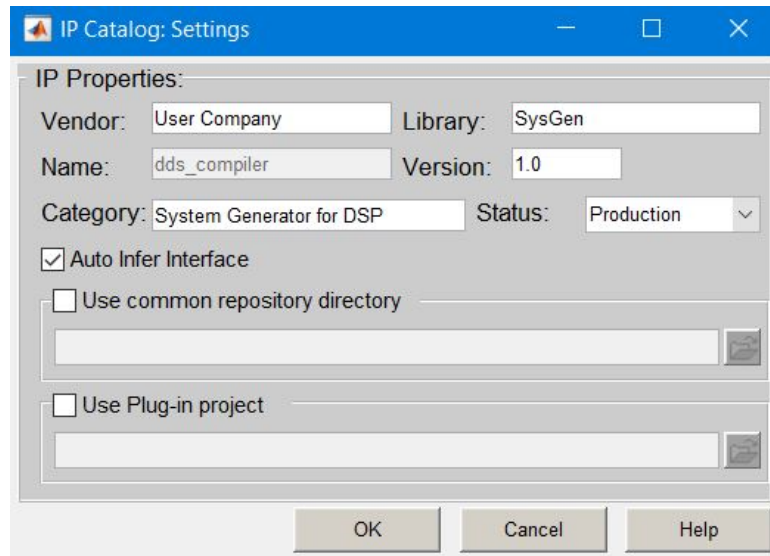 IP Catalog: Settings
IP Properties:
Vendor: User Company Library: SysGen
Name: dds_compiler Version: 1.0
Category: System Generator for DSP Status: Production
Auto Infer Interface
Use common repository directory
Use Plug-in project
OK Cancel Help